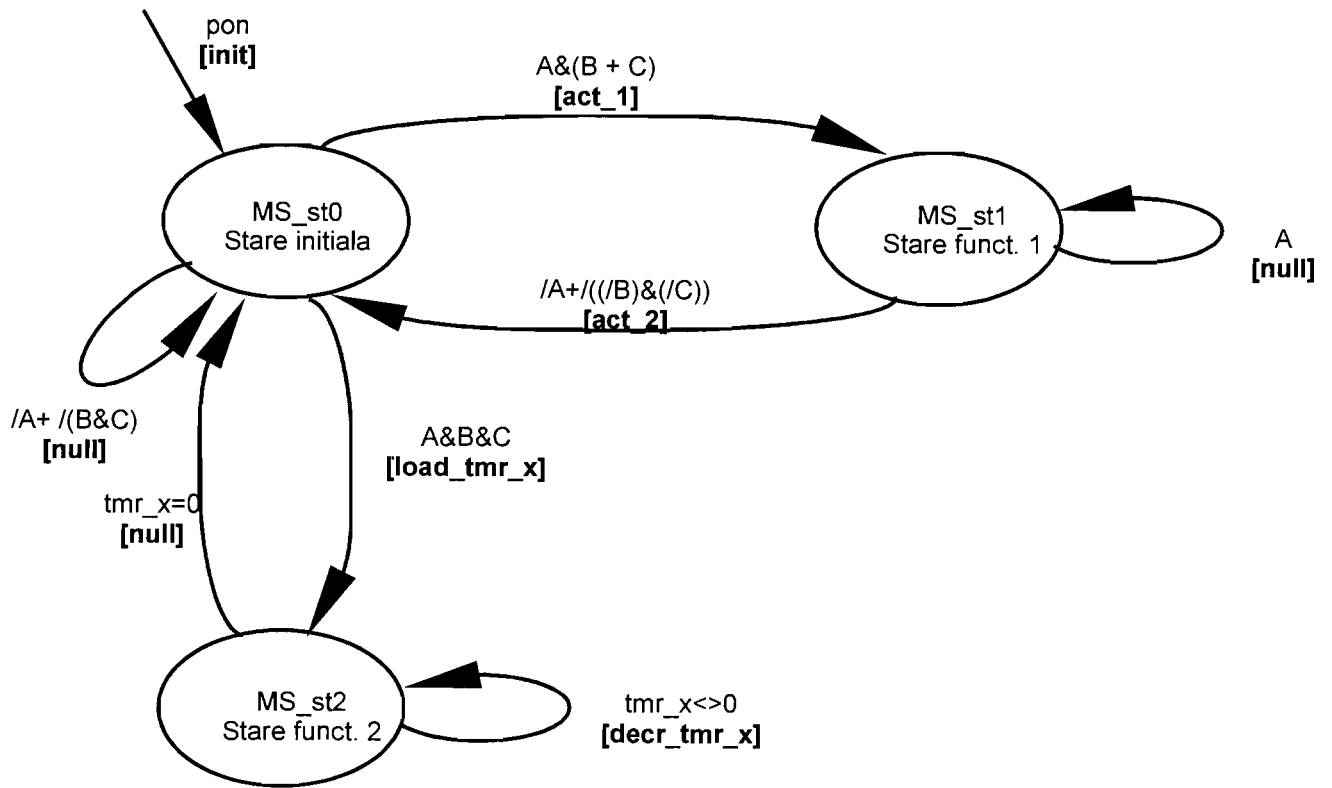 pon
[init]
A&(B + C)
[act_1]
MS_st0
Stare initiala
MS_st1
Stare funct. 1
A
[null]
/A+/((/B)&(/C))
[act_2]
/A+ /(B&C)
[null]
A&B&C
[load_tmr_x]
tmr_x=0
[null]
MS_st2
Stare funct. 2
tmr_x<>0
[decr_tmr_x]